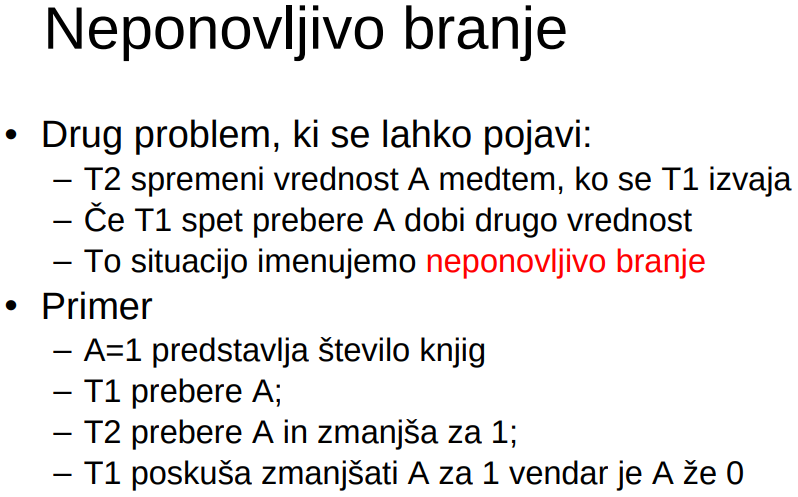 Neponovljivo branje
• Drug problem, ki se lahko pojavi:
– T2 spremeni vrednost A medtem, ko se T1 izvaja
– Če T1 spet prebere A dobi drugo vrednost
– To situacijo imenujemo neponovljivo branje
• Primer
– A=1 predstavlja število knjig
– T1 prebere A;
– T2 prebere A in zmanjša za 1;
– T1 poskuša zmanjšati A za 1 vendar je A že 0